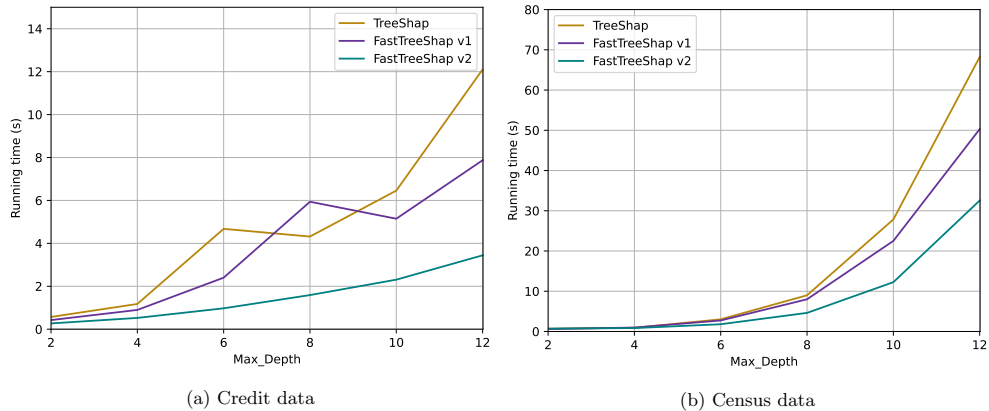 14
12
10
8
6
4
2
0
Running time (s)
TreeShap
FastTreeShap v1
FastTreeShap v2
2 4 6 8 10 12
Max_Depth
(a) Credit data
80
70
60
50
40
30
20
10
0
Running time (s)
TreeShap
FastTreeShap v1
FastTreeShap v2
2 4 6 8 10 12
Max_Depth
(b) Census data